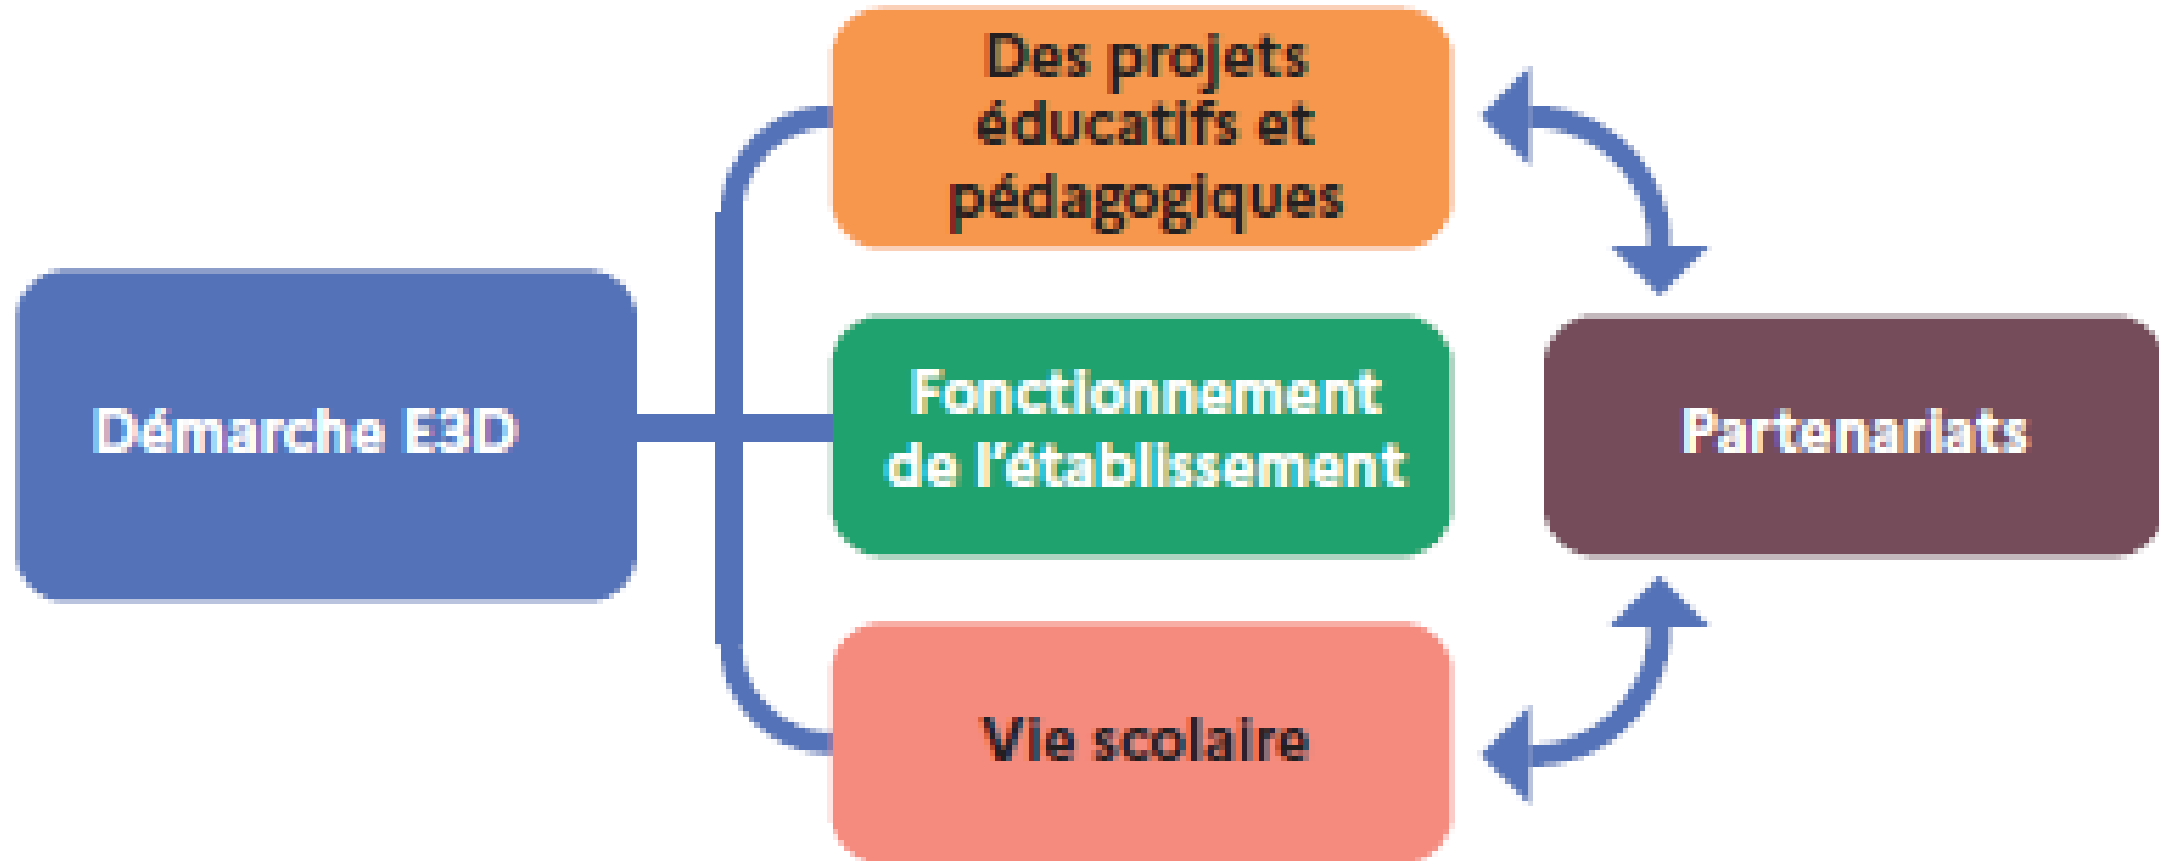 Démarche E3D
Des projets
éducatifs et
pédagogiques
Fonctionnement
de l'établissement
Vie scolaire
Partenariats